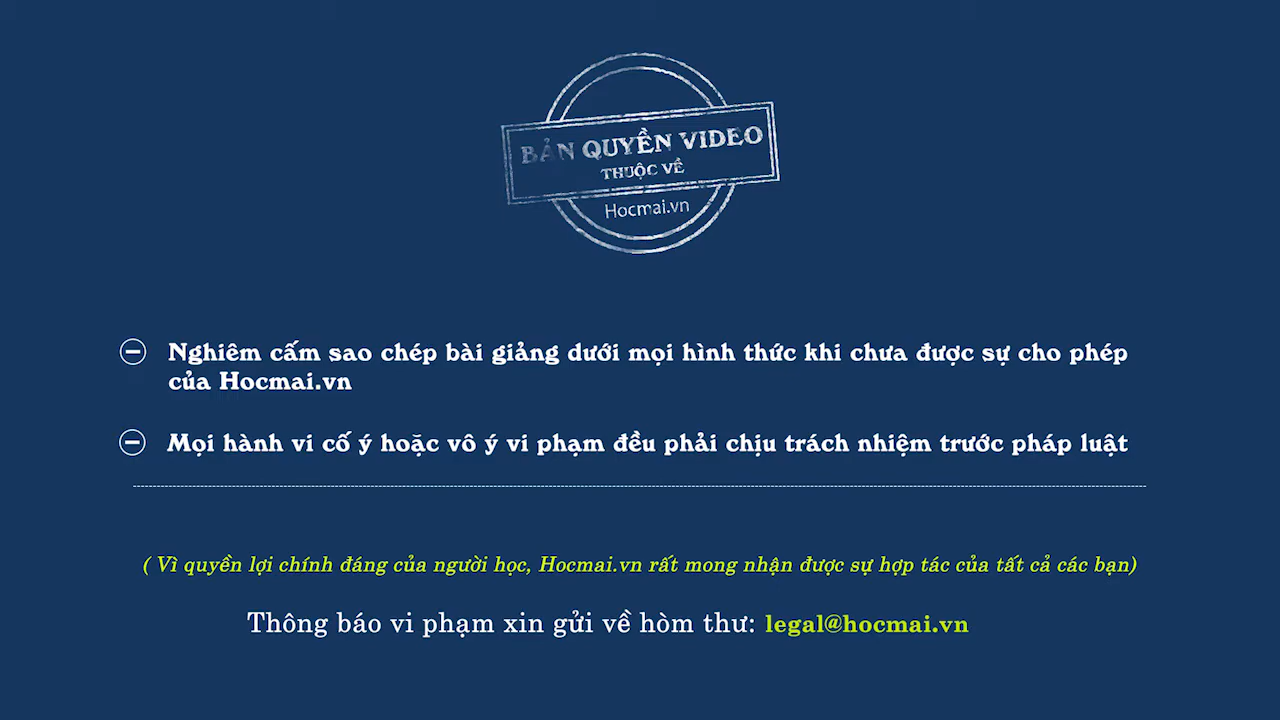 BẢN QUYỀN VIDEO
THUỘC VỀ
Hocmai.vn
Nghiêm cấm sao chép bài giảng dưới mọi hình thức khi chưa được sự cho phép
của Hocmai.vn
Mọi hành vi cố ý hoặc vô ý vi phạm đều phải chịu trách nhiệm trước pháp luật
( Vì quyền lợi chính đáng của người học, Hocmai.vn rất mong nhận được sự hợp tác của tất cả các bạn)
Thông báo vi phạm xin gửi về hòm thư: legal@hocmai.vn